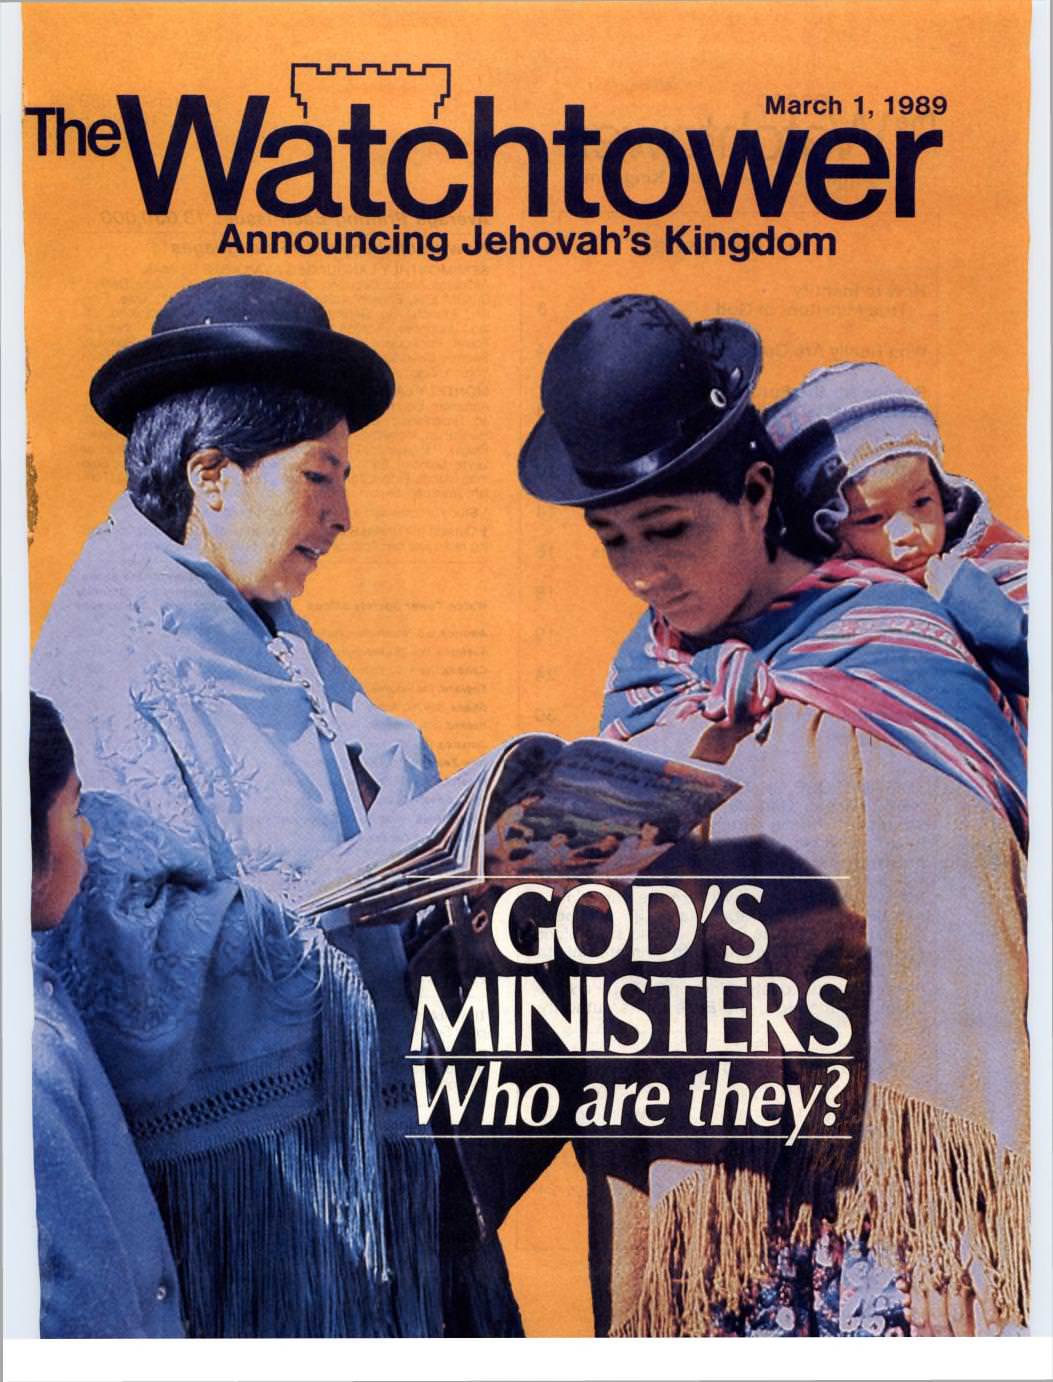 March 1, 1989
The Watchtower
Announcing Jehovah's Kingdom
GOD'S
MINISTERS
Who are they?